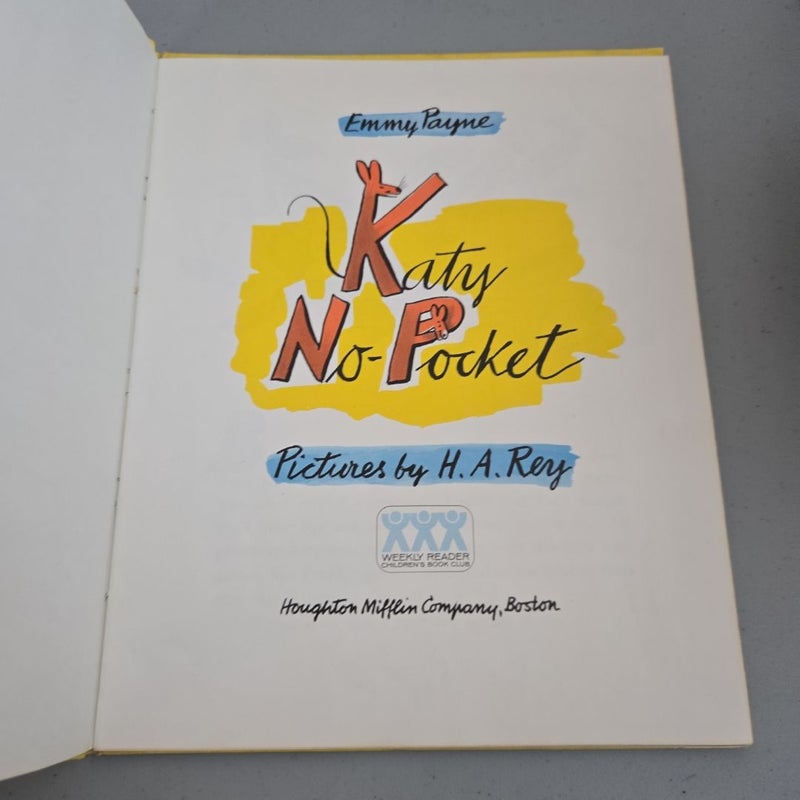 Emmy Payne
Katy
No-Pocket
Pictures by H. A. Rey
WEEKLY READER
CHILDREN'S BOOK CLUB
Houghton Mifflin Company, Boston